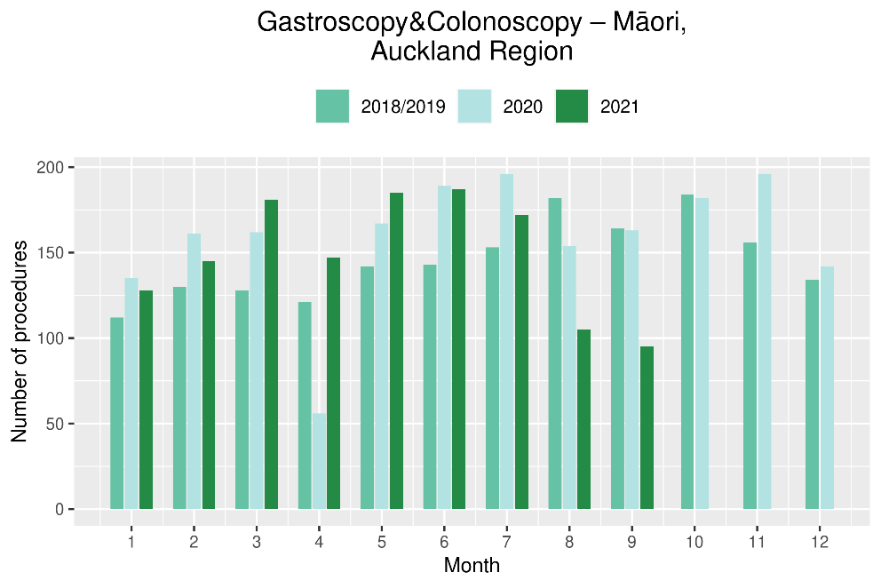 Gastroscopy&Colonoscopy – Māori,
Auckland Region
2018/2019 2020 2021
Number of procedures
200
150
100
50
0
1 2 3 4 5 6 7 8 9 10 11 12
Month